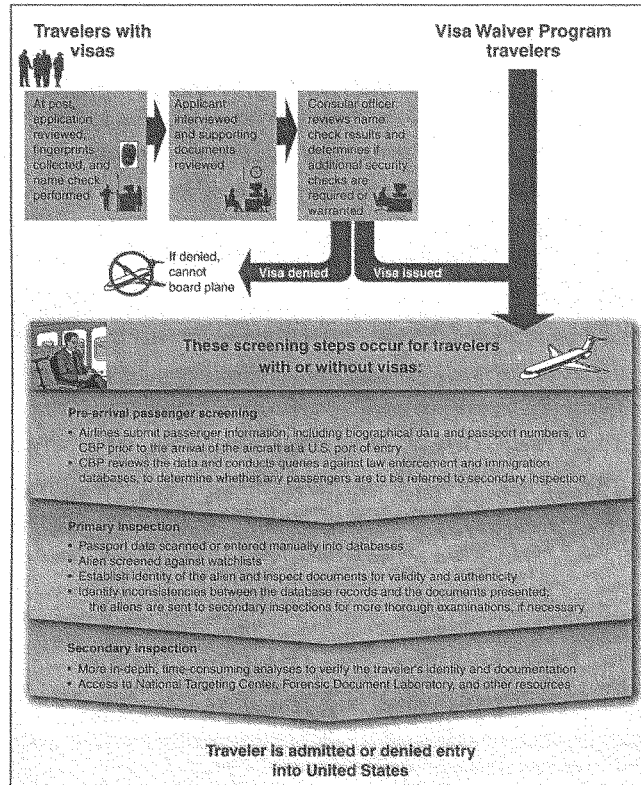 Travelers with
visas
Visa Waiver Program
travelers
At post,
application
reviewed,
fingerprints
collected, and
name check
performed
Applicant
interviewed
and supporting
documents
reviewed
Consular officer
reviews name
check results and
determines if
additional security
checks are
required or
warranted
If denied,
cannot
board plane
Visa denied
Visa issued
These screening steps occur for travelers
with or without visas:
Pre-arrival passenger screening
• Airlines submit passenger information, including biographical data and passport numbers, to
CBP prior to the arrival of the aircraft at a U.S. port of entry
• CBP reviews the data and conducts queries against law enforcement and immigration
databases, to determine whether any passengers are to be referred to secondary inspection
Primary inspection
• Passport data scanned or entered manually into databases
• Alien screened against watchlists
• Establish identity of the alien and inspect documents for validity and authenticity
• Identify inconsistencies between the database records and the documents presented;
the aliens are sent to secondary inspections for more thorough examinations, if necessary
Secondary inspection
• More in-depth, time-consuming analyses to verify the traveler's identity and documentation
• Access to National Targeting Center, Forensic Document Laboratory, and other resources
Traveler is admitted or denied entry
into United States